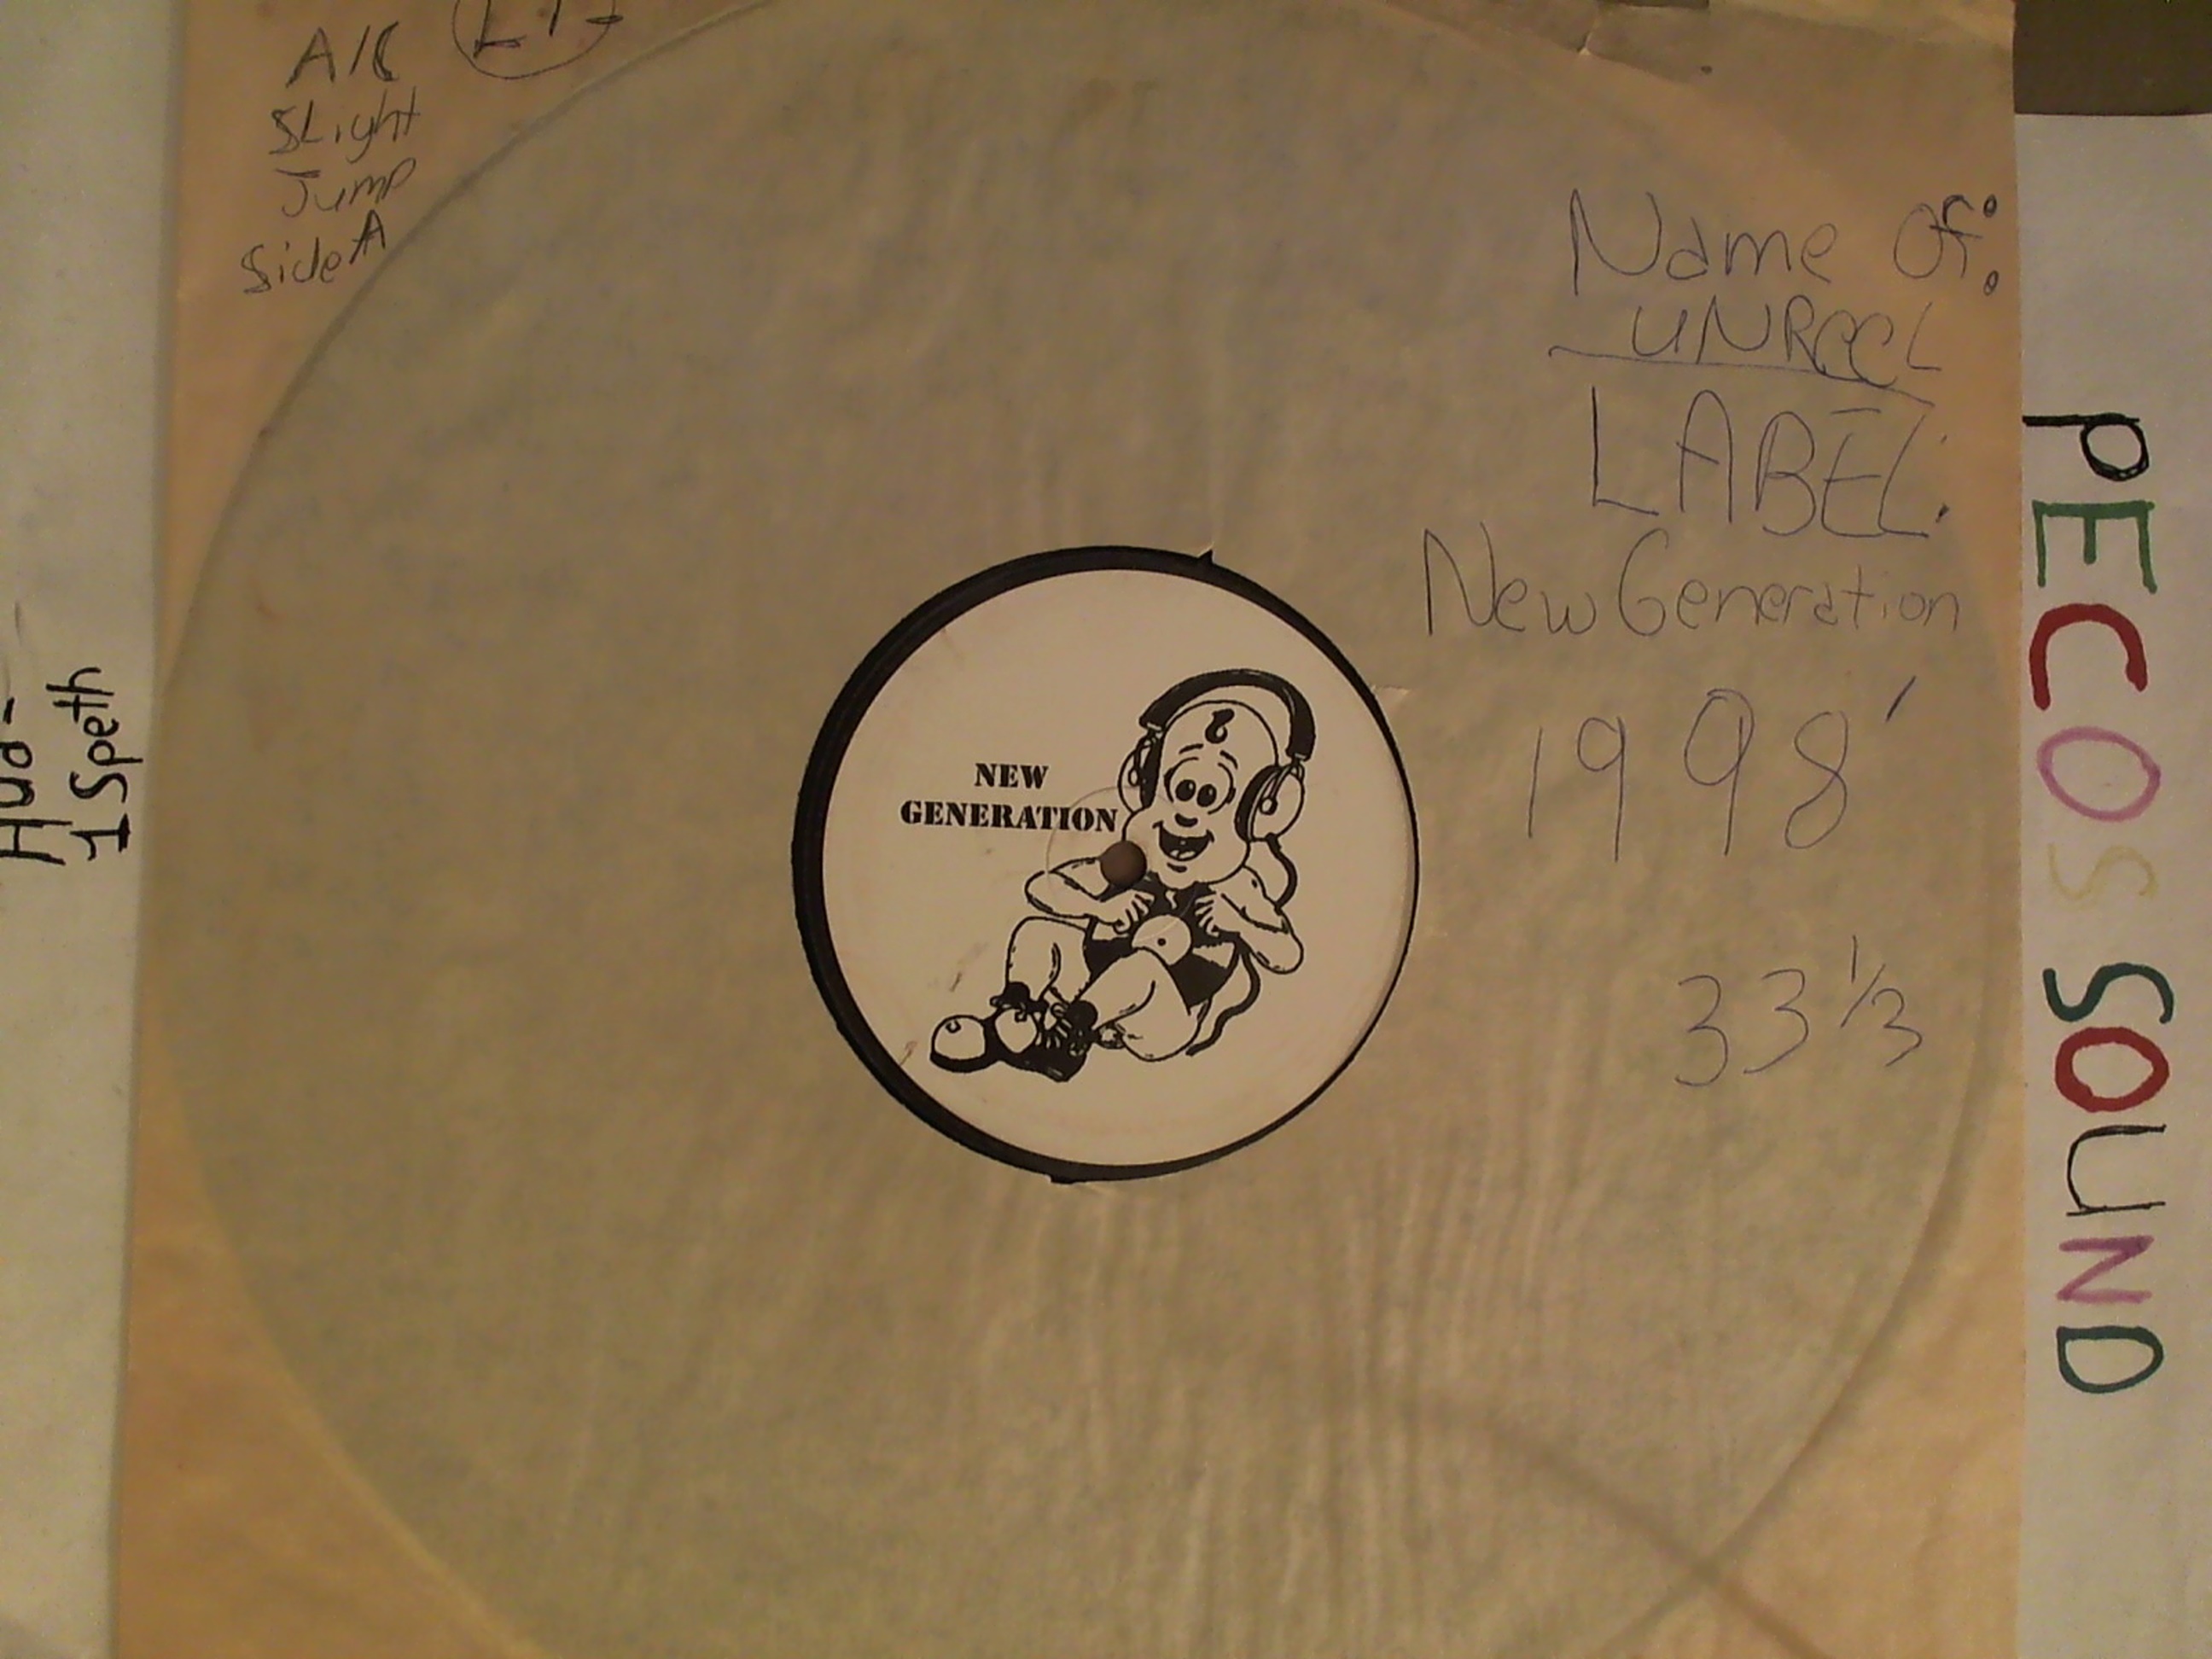 A/C
SLight
Jump
Side A
Name Of:
UNReeL
LABEL:
New Generation
1998'
33 1/3
NEW
GENERATION
PECOS SOUND
1 Speth